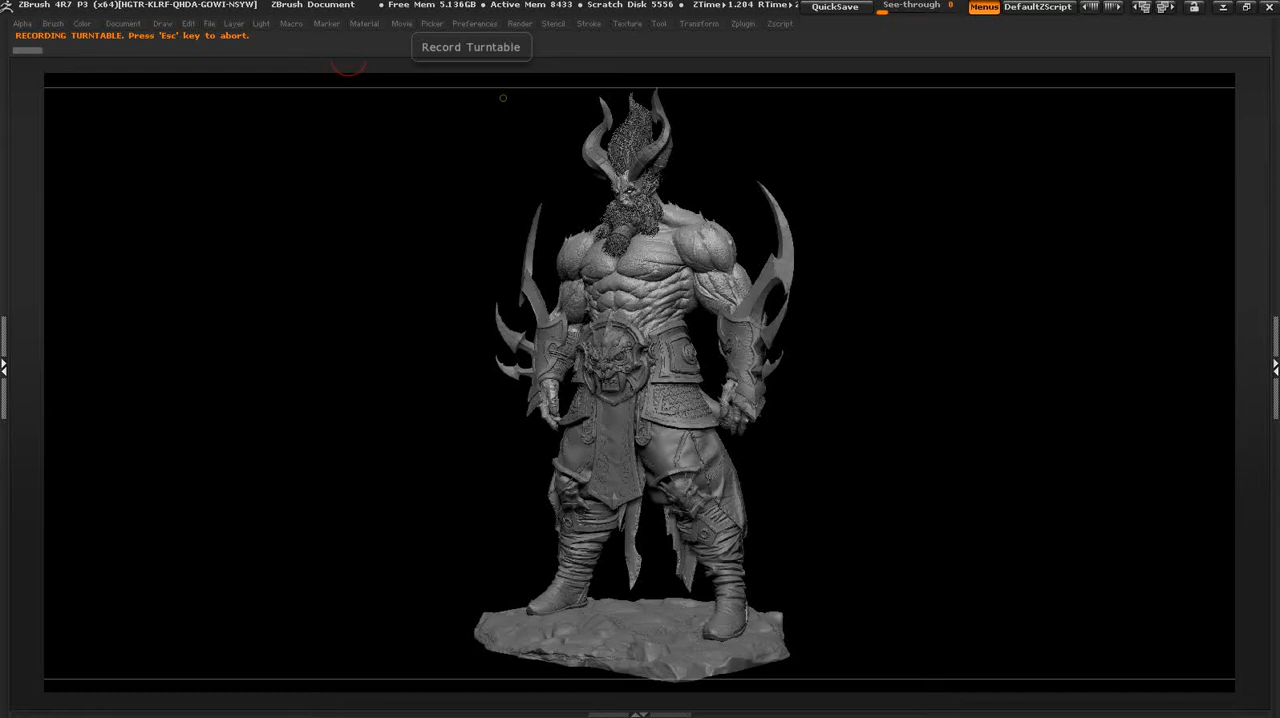 ZBrush 4R7 P3 (x64)[HGTR-KLRF-QHDA-GOWI-NSYW] ZBrush Document ● Free Mem 5.136GB ● Active Mem 8433 ● Scratch Disk 5556 ● ZTime▸1.204 RTime▸ QuickSave See-through 0 Menus DefaultZScript
Alpha Brush Color Document Draw Edit File Layer Light Macro Marker Material Movie Picker Preferences Render Stencil Stroke Texture Tool Transform Zplugin Zscript
RECORDING TURNTABLE. Press 'Esc' key to abort.
Record Turntable